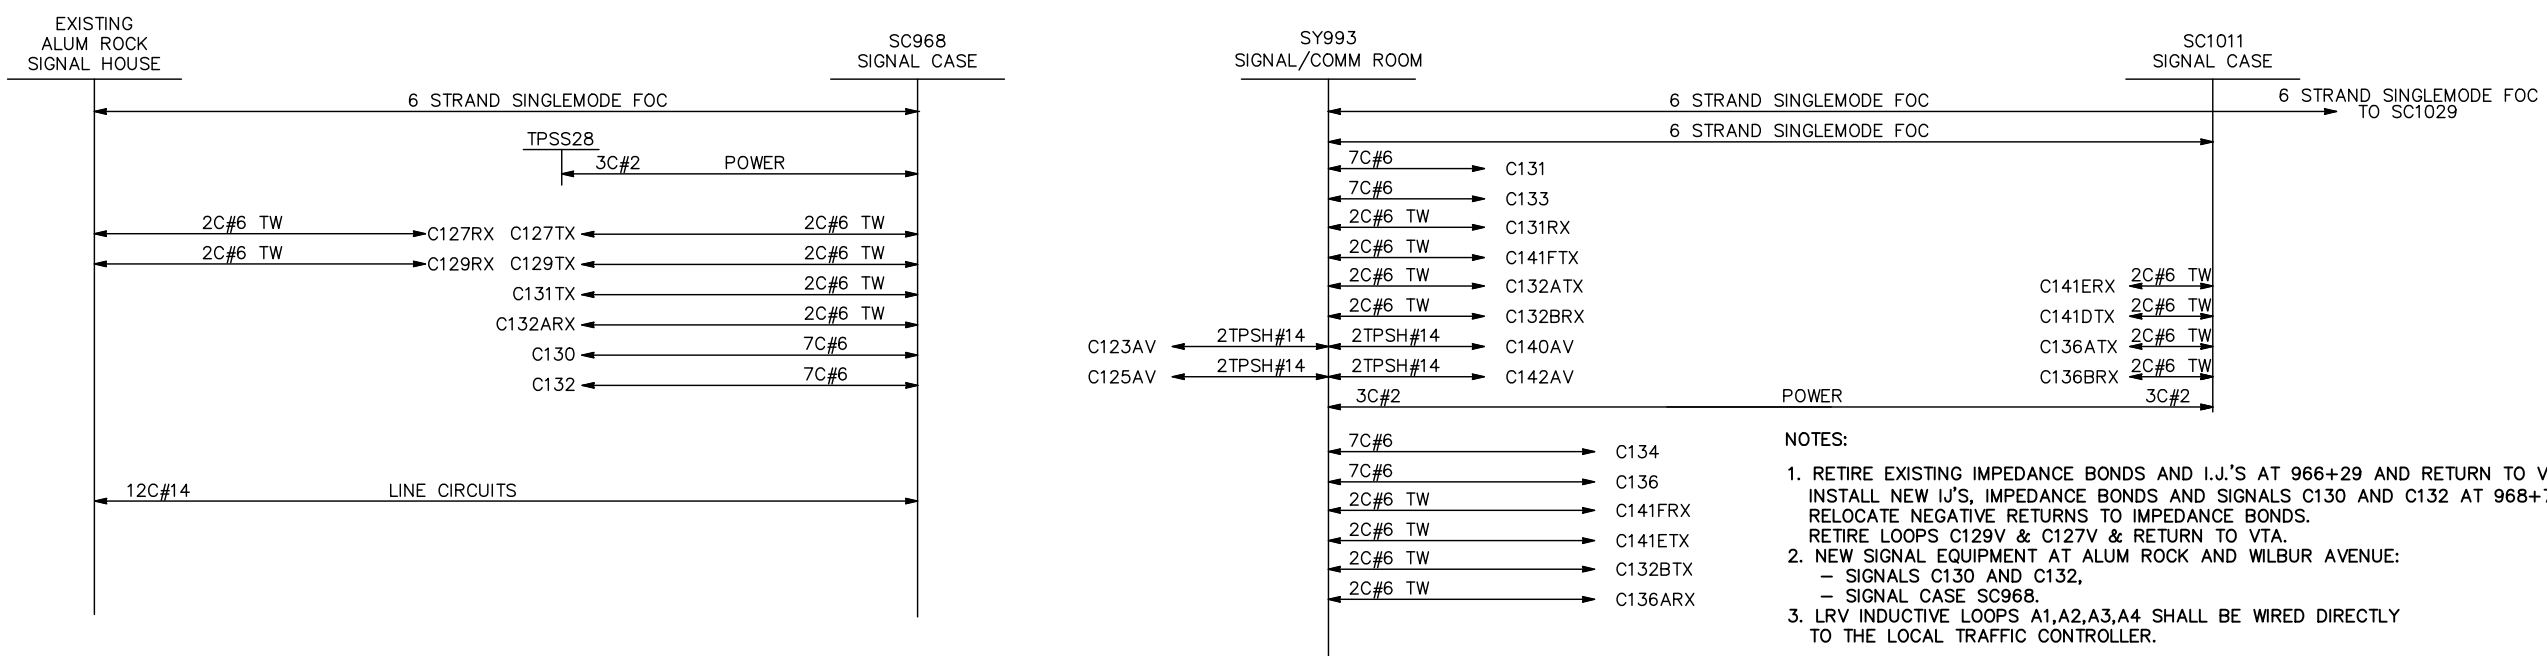 EXISTING
ALUM ROCK
SIGNAL HOUSE
SC968
SIGNAL CASE
6 STRAND SINGLEMODE FOC
TPSS28
3C#2 POWER
2C#6 TW C127RX C127TX 2C#6 TW
2C#6 TW C129RX C129TX 2C#6 TW
C131TX 2C#6 TW
C132ARX 2C#6 TW
C130 7C#6
C132 7C#6
12C#14 LINE CIRCUITS
SY993
SIGNAL/COMM ROOM
SC1011
SIGNAL CASE
6 STRAND SINGLEMODE FOC
6 STRAND SINGLEMODE FOC
TO SC1029
6 STRAND SINGLEMODE FOC
7C#6 C131
7C#6 C133
2C#6 TW C131RX
2C#6 TW C141FTX
2C#6 TW C132ATX
2C#6 TW C132BRX
C123AV 2TPSH#14 2TPSH#14 C140AV
C125AV 2TPSH#14 2TPSH#14 C142AV
C141ERX 2C#6 TW
C141DTX 2C#6 TW
C136ATX 2C#6 TW
C136BRX 2C#6 TW
3C#2 POWER 3C#2
7C#6 C134
7C#6 C136
2C#6 TW C141FRX
2C#6 TW C141ETX
2C#6 TW C132BTX
2C#6 TW C136ARX
NOTES:
1. RETIRE EXISTING IMPEDANCE BONDS AND I.J.'S AT 966+29 AND RETURN TO
INSTALL NEW IJ'S, IMPEDANCE BONDS AND SIGNALS C130 AND C132 AT
RELOCATE NEGATIVE RETURNS TO IMPEDANCE BONDS.
RETIRE LOOPS C129V & C127V & RETURN TO VTA.
2. NEW SIGNAL EQUIPMENT AT ALUM ROCK AND WILBUR AVENUE:
– SIGNALS C130 AND C132,
– SIGNAL CASE SC968.
3. LRV INDUCTIVE LOOPS A1,A2,A3,A4 SHALL BE WIRED DIRECTLY
TO THE LOCAL TRAFFIC CONTROLLER.